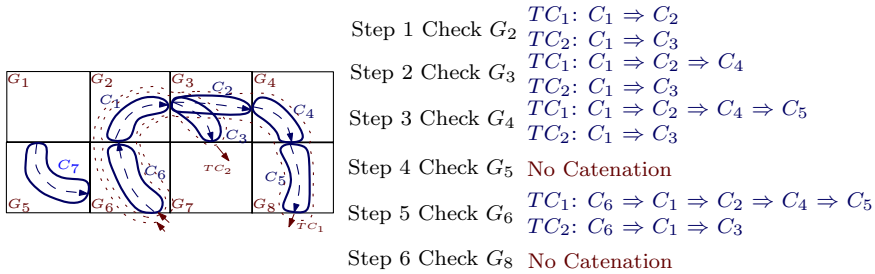 G₁ G₂ G₃ G₄
C₁ C₂ C₃ C₄
TC₂
C₇ C₆ C₅
G₅ G₆ G₇ G₈
TC₁
Step 1 Check G₂
TC₁: C₁ ⇒ C₂
TC₂: C₁ ⇒ C₃
Step 2 Check G₃
TC₁: C₁ ⇒ C₂ ⇒ C₄
TC₂: C₁ ⇒ C₃
Step 3 Check G₄
TC₁: C₁ ⇒ C₂ ⇒ C₄ ⇒ C₅
TC₂: C₁ ⇒ C₃
Step 4 Check G₅ No Catenation
Step 5 Check G₆
TC₁: C₆ ⇒ C₁ ⇒ C₂ ⇒ C₄ ⇒ C₅
TC₂: C₆ ⇒ C₁ ⇒ C₃
Step 6 Check G₈ No Catenation